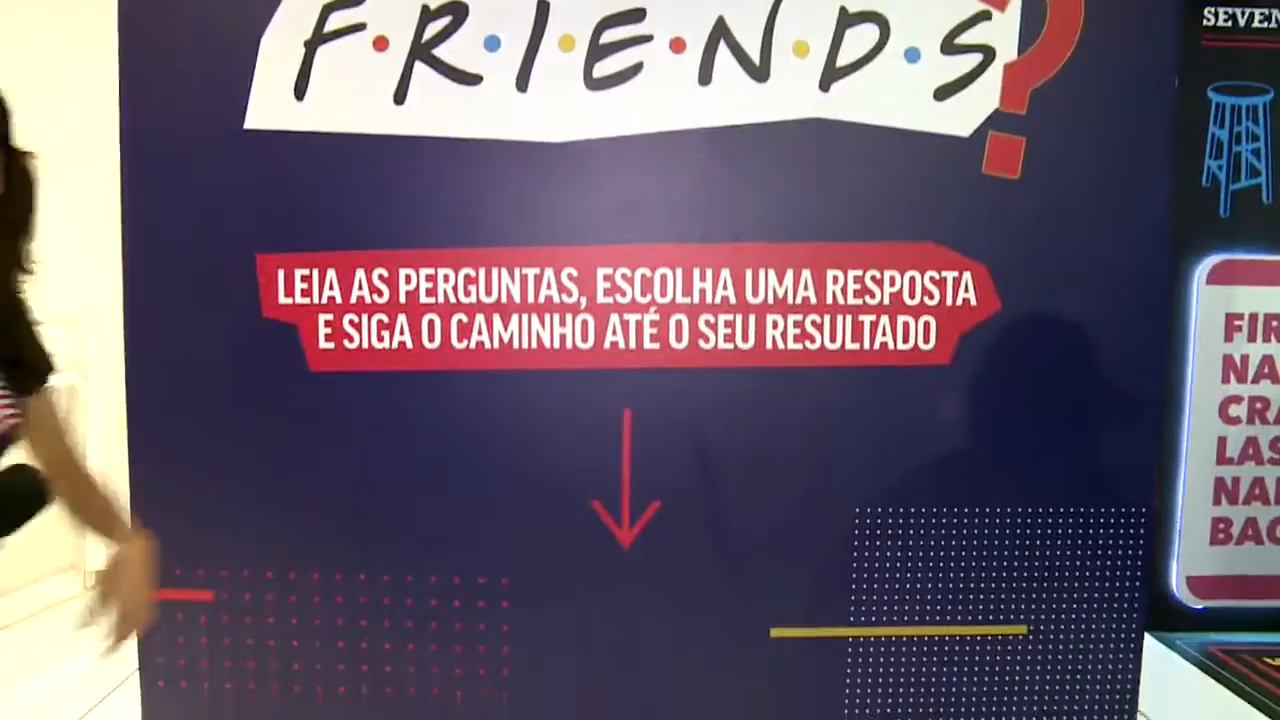 F·R·I·E·N·D·S?
LEIA AS PERGUNTAS, ESCOLHA UMA RESPOSTA
E SIGA O CAMINHO ATÉ O SEU RESULTADO